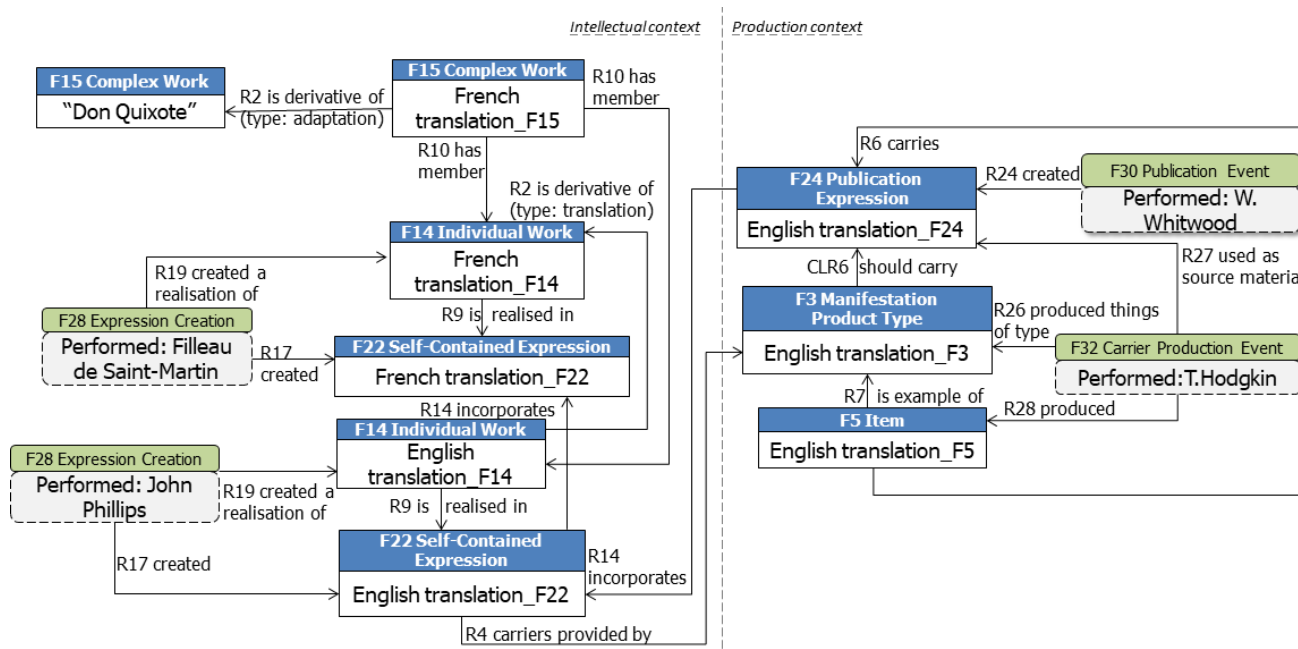 Intellectual context
Production context
F15 Complex Work
“Don Quixote”
R2 is derivative of
(type: adaptation)
F15 Complex Work
French
translation_F15
R10 has
member
R10 has
member
R2 is derivative of
(type: translation)
F14 Individual Work
French
translation_F14
R19 created a
realisation of
R9 is realised in
F28 Expression Creation
Performed: Filleau
de Saint-Martin
R17
created
F22 Self-Contained Expression
French translation_F22
R14 incorporates
F14 Individual Work
English
translation_F14
F28 Expression Creation
Performed: John
Phillips
R19 created a
realisation of
R9 is realised in
R17 created
F22 Self-Contained
Expression
English translation_F22
R14
incorporates
R4 carriers provided by
R6 carries
F24 Publication
Expression
English translation_F24
R24 created
F30 Publication Event
Performed: W.
Whitwood
CLR6 should carry
R27 used as
source materia
F3 Manifestation
Product Type
English translation_F3
R26 produced things
of type
F32 Carrier Production Event
Performed:T.Hodgkin
R7 is example of
R28 produced
F5 Item
English translation_F5